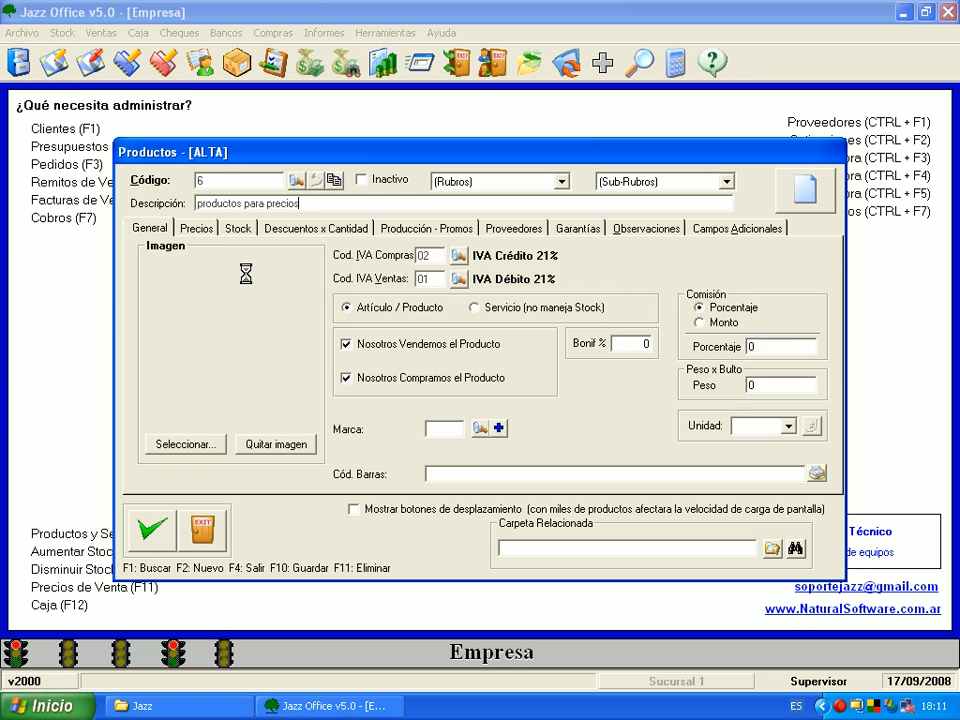 Jazz Office v5.0 - [Empresa]
Archivo Stock Ventas Caja Cheques Bancos Compras Informes Herramientas Ayuda
¿Qué necesita administrar?
Clientes (F1)
Presupuestos
Pedidos (F3)
Remitos de Ve
Facturas de Ve
Cobros (F7)
Proveedores (CTRL + F1)
es (CTRL + F2)
ra (CTRL + F3)
ra (CTRL + F4)
ra (CTRL + F5)
os (CTRL + F7)
Productos - [ALTA]
Código: 6 Inactivo (Rubros) (Sub-Rubros)
Descripción: productos para precios
General Precios Stock Descuentos x Cantidad Producción - Promos Proveedores Garantías Observaciones Campos Adicionales
Imagen
Seleccionar... Quitar imagen
Cod. IVA Compras: 02 IVA Crédito 21%
Cod. IVA Ventas: 01 IVA Débito 21%
Artículo / Producto Servicio (no maneja Stock)
Nosotros Vendemos el Producto
Nosotros Compramos el Producto
Bonif % 0
Comisión
Porcentaje
Monto
Porcentaje 0
Peso x Bulto
Peso 0
Unidad:
Marca:
Cód. Barras:
Mostrar botones de desplazamiento (con miles de productos afectara la velocidad de carga de pantalla)
EXIT
Carpeta Relacionada
F1: Buscar F2: Nuevo F4: Salir F10: Guardar F11: Eliminar
Productos y Se
Aumentar Stoc
Disminuir Stock
Precios de Venta (F11)
Caja (F12)
Técnico
de equipos
soportejazz@gmail.com
www.NaturalSoftware.com.ar
Empresa
v2000 Sucursal 1 Supervisor 17/09/2008
Inicio Jazz Jazz Office v5.0 - [E... ES 18:11